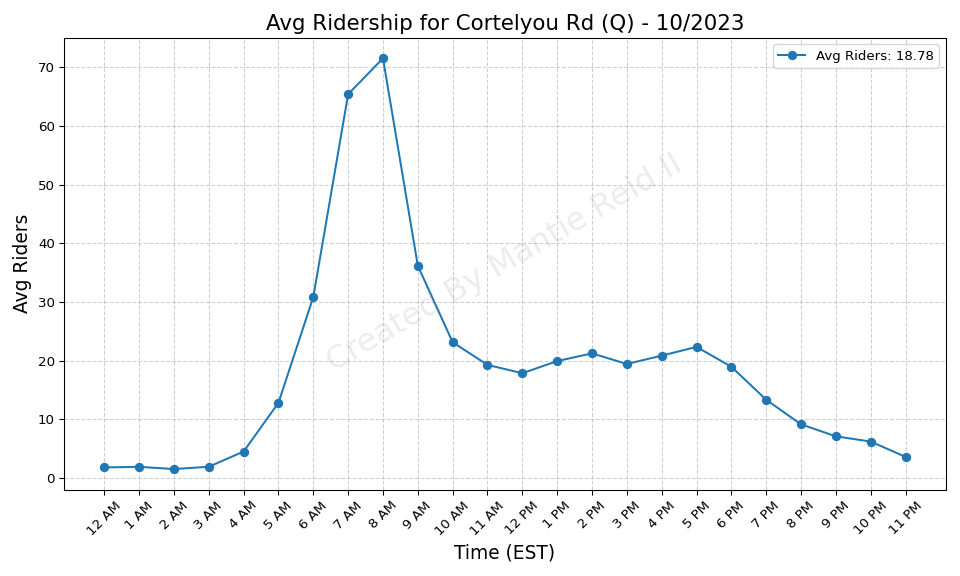 Avg Ridership for Cortelyou Rd (Q) - 10/2023
Avg Riders: 18.78
70
60
50
40
30
20
10
0
Avg Riders
Created By Mantie Reid II
12 AM
1 AM
2 AM
3 AM
4 AM
5 AM
6 AM
7 AM
8 AM
9 AM
10 AM
11 AM
12 PM
1 PM
2 PM
3 PM
4 PM
5 PM
6 PM
7 PM
8 PM
9 PM
10 PM
11 PM
Time (EST)